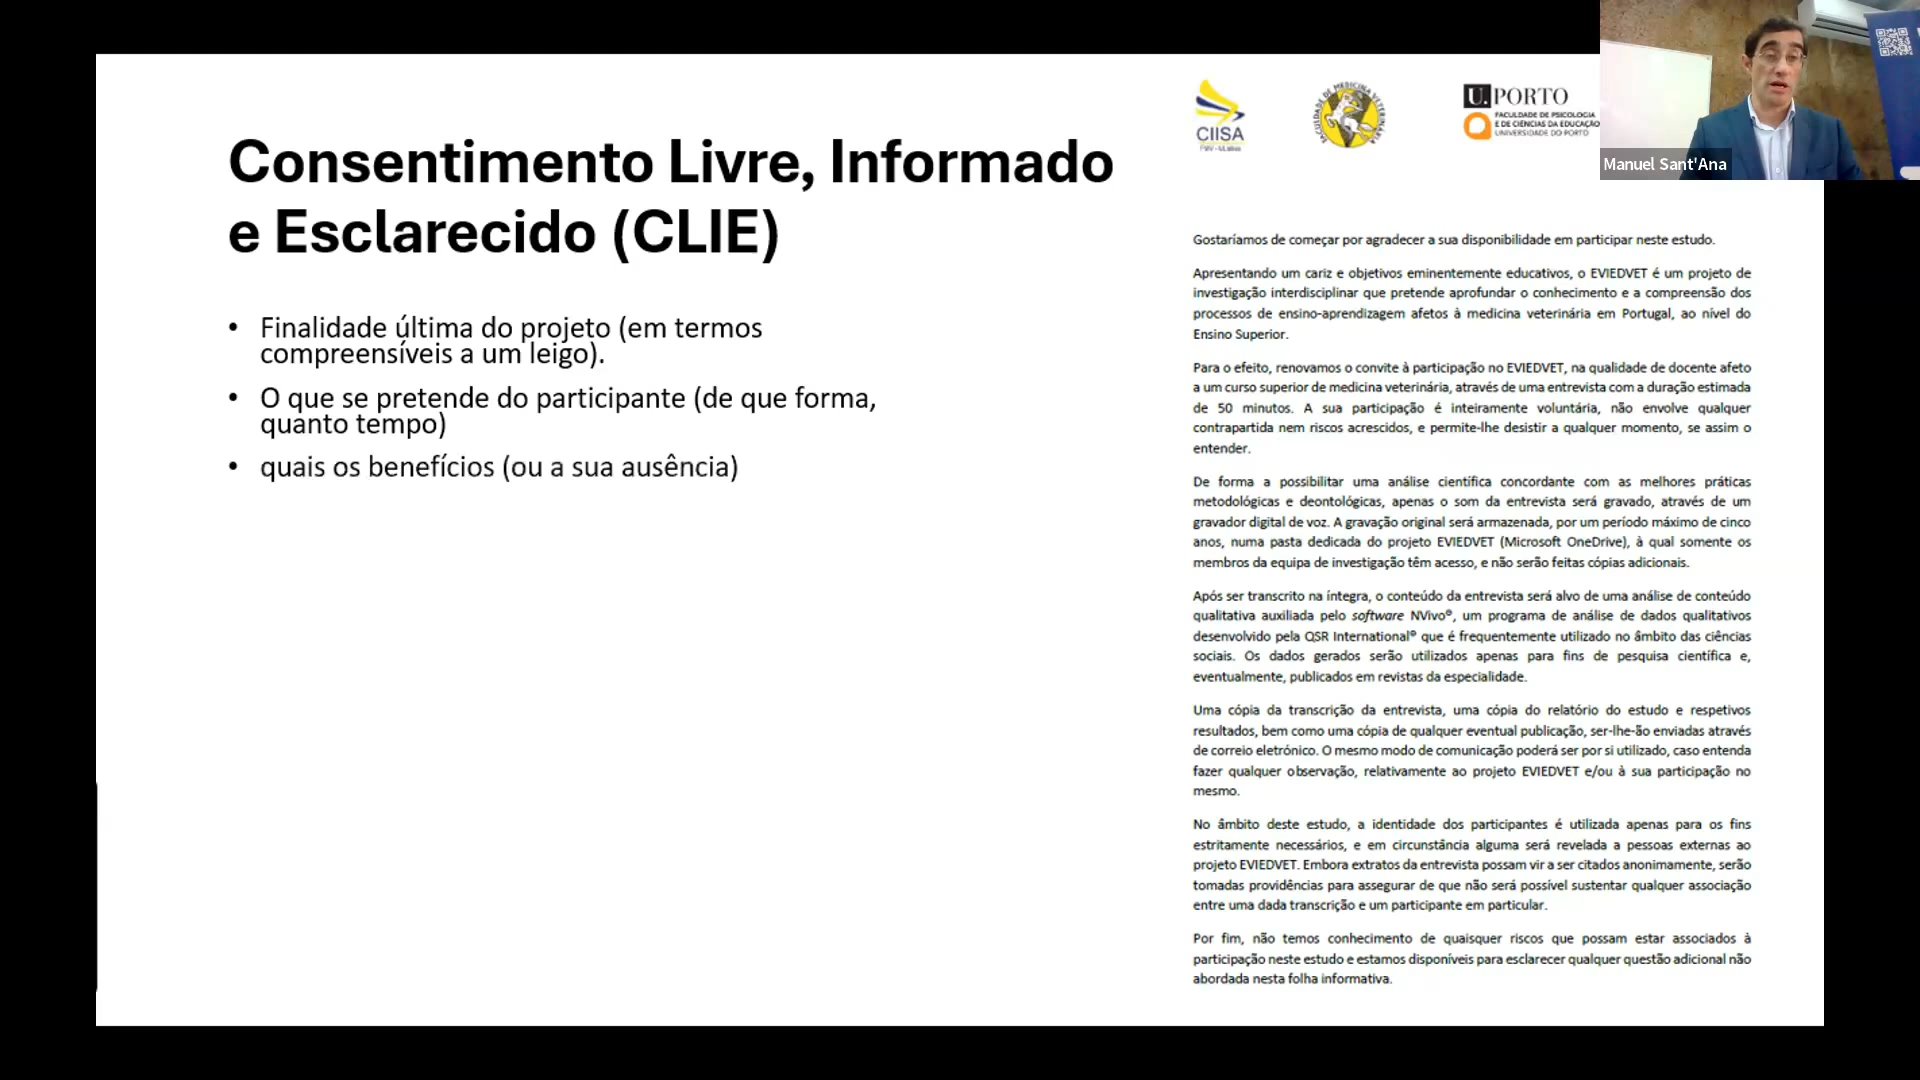 Consentimento Livre, Informado
e Esclarecido (CLIE)
• Finalidade última do projeto (em termos
compreensíveis a um leigo).
• O que se pretende do participante (de que forma,
quanto tempo)
• quais os benefícios (ou a sua ausência)
CIISA
FACULDADE DE MEDICINA VETERINÁRIA
U.PORTO
FACULDADE DE PSICOLOGIA
E DE CIÊNCIAS DA EDUCAÇÃO
UNIVERSIDADE DO PORTO
Manuel Sant'Ana
Gostaríamos de começar por agradecer a sua disponibilidade em participar neste estudo.
Apresentando um cariz e objetivos eminentemente educativos, o EVIEDVET é um projeto de
investigação interdisciplinar que pretende aprofundar o conhecimento e a compreensão dos
processos de ensino-aprendizagem afetos à medicina veterinária em Portugal, ao nível do
Ensino Superior.
Para o efeito, renovamos o convite à participação no EVIEDVET, na qualidade de docente afeto
a um curso superior de medicina veterinária, através de uma entrevista com a duração estimada
de 50 minutos. A sua participação é inteiramente voluntária, não envolve qualquer
contrapartida nem riscos acrescidos, e permite-lhe desistir a qualquer momento, se assim o
entender.
De forma a possibilitar uma análise científica concordante com as melhores práticas
metodológicas e deontológicas, apenas o som da entrevista será gravado, através de um
gravador digital de voz. A gravação original será armazenada, por um período máximo de cinco
anos, numa pasta dedicada do projeto EVIEDVET (Microsoft OneDrive), à qual somente os
membros da equipa de investigação têm acesso, e não serão feitas cópias adicionais.
Após ser transcrito na íntegra, o conteúdo da entrevista será alvo de uma análise de conteúdo
qualitativa auxiliada pelo software NVivo®, um programa de análise de dados qualitativos
desenvolvido pela QSR International® que é frequentemente utilizado no âmbito das ciências
sociais. Os dados gerados serão utilizados apenas para fins de pesquisa científica e,
eventualmente, publicados em revistas da especialidade.
Uma cópia da transcrição da entrevista, uma cópia do relatório do estudo e respetivos
resultados, bem como uma cópia de qualquer eventual publicação, ser-lhe-ão enviadas através
de correio eletrónico. O mesmo modo de comunicação poderá ser por si utilizado, caso entenda
fazer qualquer observação, relativamente ao projeto EVIEDVET e/ou à sua participação no
mesmo.
No âmbito deste estudo, a identidade dos participantes é utilizada apenas para os fins
estritamente necessários, e em circunstância alguma será revelada a pessoas externas ao
projeto EVIEDVET. Embora extratos da entrevista possam vir a ser citados anonimamente, serão
tomadas providências para assegurar de que não será possível sustentar qualquer associação
entre uma dada transcrição e um participante em particular.
Por fim, não temos conhecimento de quaisquer riscos que possam estar associados à
participação neste estudo e estamos disponíveis para esclarecer qualquer questão adicional não
abordada nesta folha informativa.